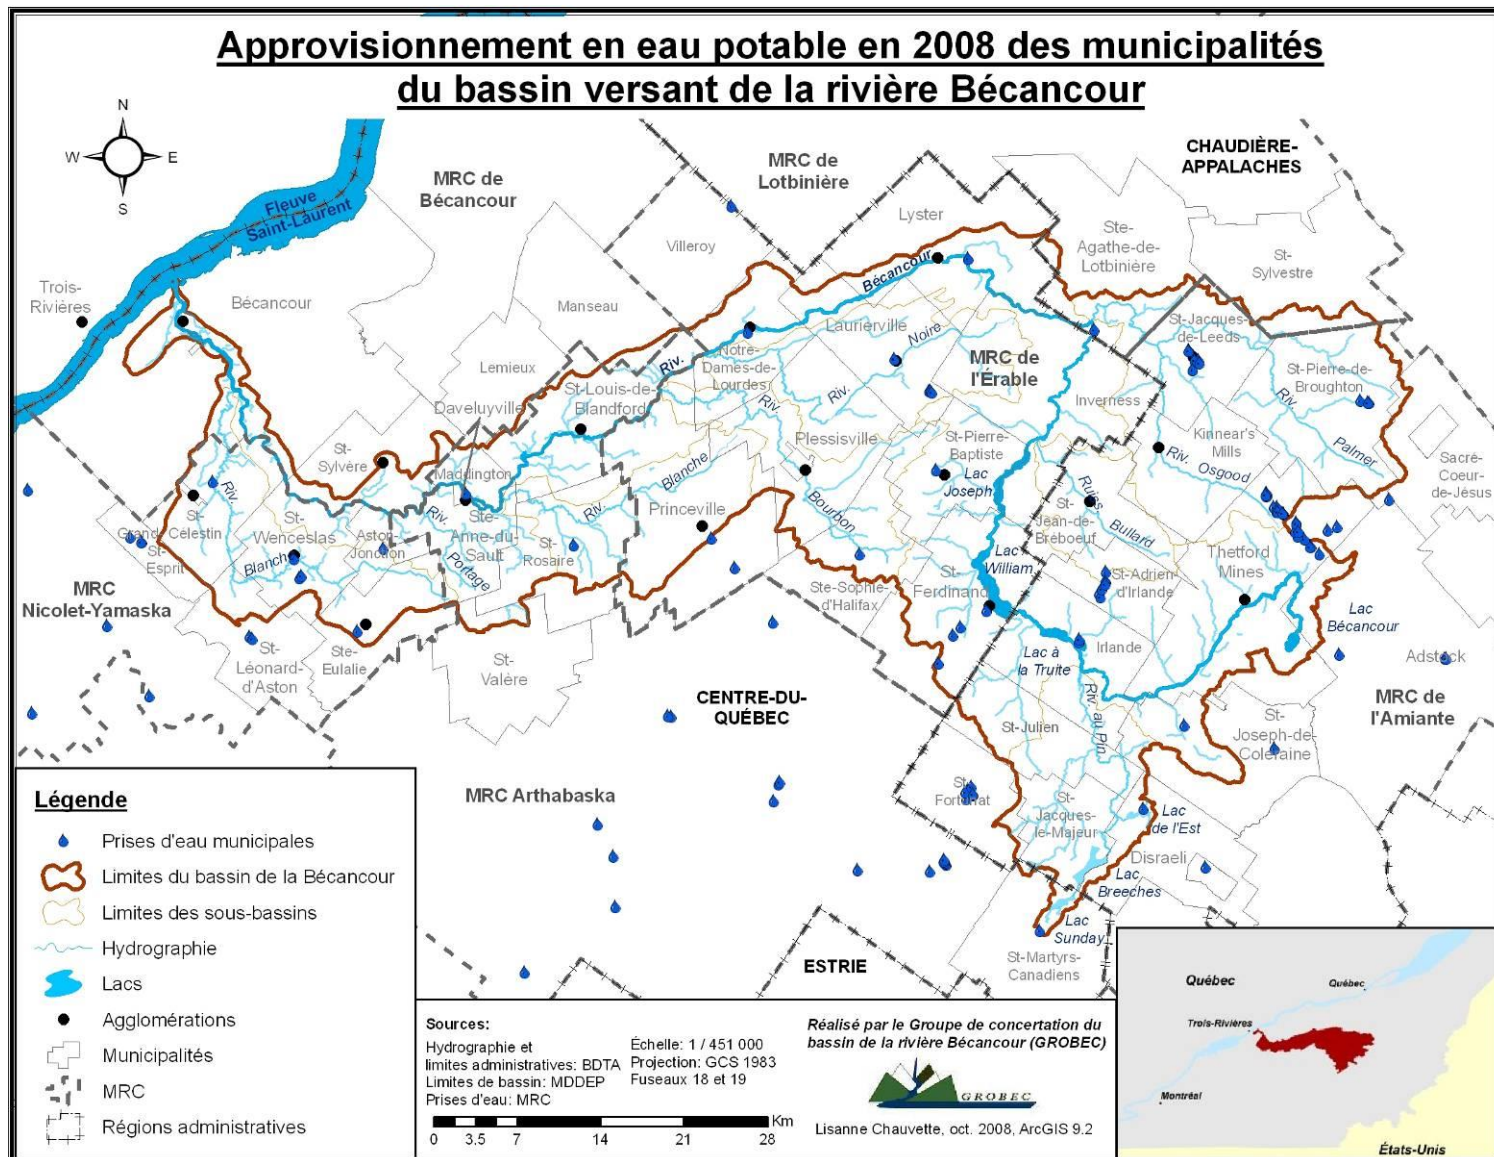 Approvisionnement en eau potable en 2008 des municipalités
du bassin versant de la rivière Bécancour
N
W
E
S
Fleuve
Saint-Laurent
MRC de
Bécancour
MRC de
Lotbinière
CHAUDIÈRE-
APPALACHES
Lyster
Villeroy
Ste-
Agathe-de-
Lotbinière
St-
Sylvestre
Trois-
Rivières
Bécancour
Manseau
Bécancour
Laurierville
Noire
St-Jacques-
de-Leeds
Lemieux
Riv.
Notre-
Dames-de-
Lourdes
MRC de
l'Érable
St-Pierre-de-
Broughton
St-Louis-de-
Blandford
Riv.
Riv.
Riv.
Inverness
Daveluyville
St-
Sylvère
Plessisville
St-Pierre-
Baptiste
Kinnear's
Mills
Palmer
Maddington
Blanche
Lac
Joseph
Riv. Osgood
Sacré-
Coeur-
de-Jésus
Riv.
Riv.
Riv.
Princeville
Bourbon
Ruiss
Bullard
St-
Célestin
Grand-
St-
Esprit
St-
Wenceslas
Aston-
Jonction
Ste-
Anne-du-
Sault
St-
Rosaire
St-
Jean-de-
Bréboeuf
Thetford
Mines
Blanche
Portage
Lac
William
St-Adrien-
d'Irlande
MRC
Nicolet-Yamaska
Ste-Sophie-
d'Halifax
St-
Ferdinand
Lac
Bécancour
St-
Léonard-
d'Aston
Ste-
Eulalie
St-
Valère
Lac à
la Truite
Irlande
Adstock
CENTRE-DU-
QUÉBEC
St-Julien
Riv. au Pin
St-
Joseph-de-
Coleraine
MRC de
l'Amiante
MRC Arthabaska
St-
Fortunat
St-
Jacques-
le-Majeur
Lac
de l'Est
Disraeli
Lac
Breeches
Lac
Sunday
ESTRIE
St-Martyrs-
Canadiens
Légende
Prises d'eau municipales
Limites du bassin de la Bécancour
Limites des sous-bassins
Hydrographie
Lacs
Agglomérations
Municipalités
MRC
Régions administratives
Sources:
Hydrographie et
limites administratives: BDTA
Limites de bassin: MDDEP
Prises d'eau: MRC
Échelle: 1 / 451 000
Projection: GCS 1983
Fuseaux 18 et 19
Km
0 3,5 7 14 21 28
Réalisé par le Groupe de concertation du
bassin de la rivière Bécancour (GROBEC)
GROBEC
Lisanne Chauvette, oct. 2008, ArcGIS 9.2
Québec
Québec
Trois-Rivières
Montréal
États-Unis